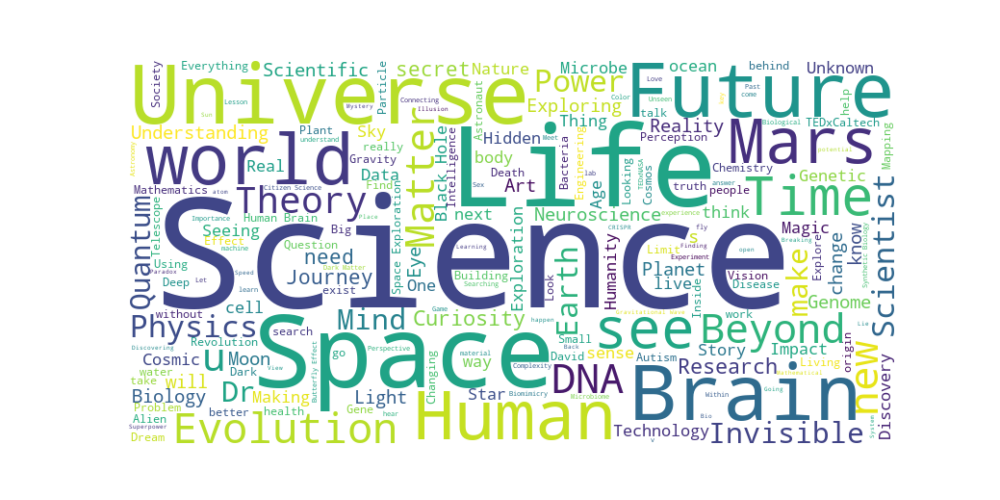 Universe
Future
Life
Science
Space
world
Brain
Human
Mars
Time
see
Beyond
Theory
Matter
Evolution
DNA
Physics
Quantum
Invisible
Scientist
new
make
Power
Earth
Mind
u
Dr
Journey
need
Curiosity
Society
Everything
Scientific
Particle
secret
Nature
Microbe
ocean
behind
Unknown
Exploring
Thing
talk
help
TEDxCaltech
Understanding
Plant
understand
Sky
really
Gravity
Hidden
Reality
Perception
Mapping
Astronaut
Intelligence
Black Hole
Bacteria
Engineering
Real
Data
Find
body
Death
Art
Age
Looking
Cosmos
truth
people
Chemistry
Genetic
Mathematics
Citizen Science
Telescope
Seeing
Human Brain
Effect
Question
Big
Space Exploration
Eye
One
next
Exploration
Neuroscience
Humanity
think
Magic
Explore
change
know
Using
Deep
exist
Dark Matter
Building
Searching
Look
Planet
live
Limit
s
Inside
Vision
Disease
Genome
without
cell
search
Revolution
Cosmic
Moon
Dark
go
Perspective
Changing
way
Small
David
sense
Autism
Story
work
Impact
Research
Living
origin
Discovery
water
take
will
Biology
Making
health
Gene
Light
hear
Star
Technology
Problem
better
Alien
Dream
Superpower
Butterfly Effect
Biomimicry
Microbiome
Complexity
material
Gravitational Wave
Experiment
Finding
Breaking
Synthetic Biology
Biological
potential
CRISPR
experience
TEDxNASA
Connecting
Illusion
Mystery
Lesson
Sun
Color
Love
Unseen
Past
come
Meet
lab
Sex
Learning
Place
Importance
machine
Speed
learn
Let
Paradox
atom
Astronomy
Discovering
View
Game
happen
Back
Within
Bio
Going
Mathematical
Lie
System
V
fly
answer
open
key